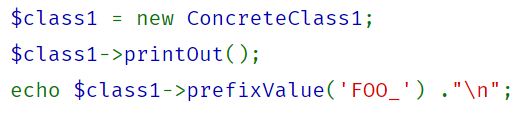 $class1 = new ConcreteClass1;
$class1->printOut();
echo $class1->prefixValue('FOO_') ."\n";